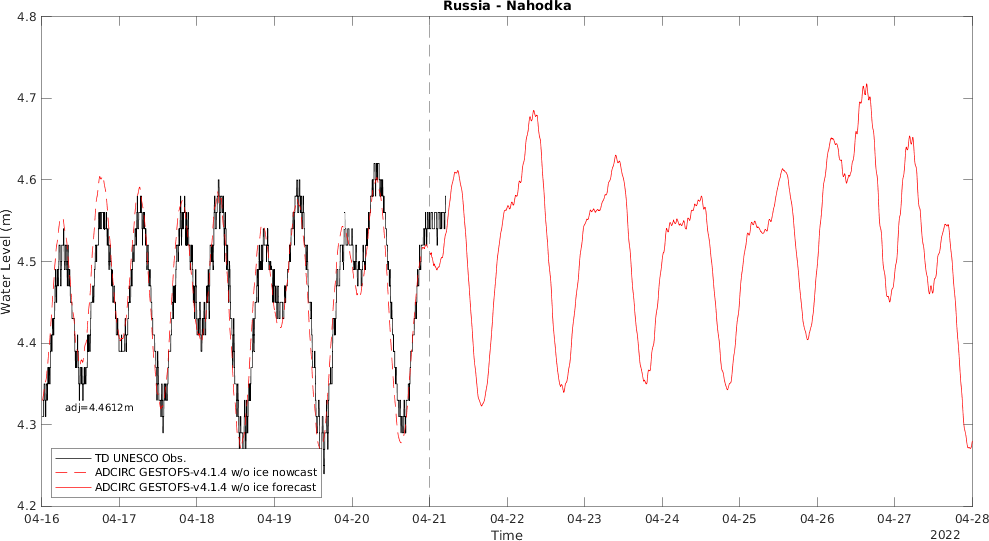 Russia - Nahodka
4.8
4.7
4.6
4.5
4.4
4.3
4.2
Water Level (m)
adj=4.4612m
TD UNESCO Obs.
ADCIRC GESTOFS-v4.1.4 w/o ice nowcast
ADCIRC GESTOFS-v4.1.4 w/o ice forecast
04-16 04-17 04-18 04-19 04-20 04-21 04-22 04-23 04-24 04-25 04-26 04-27 04-28
Time
2022